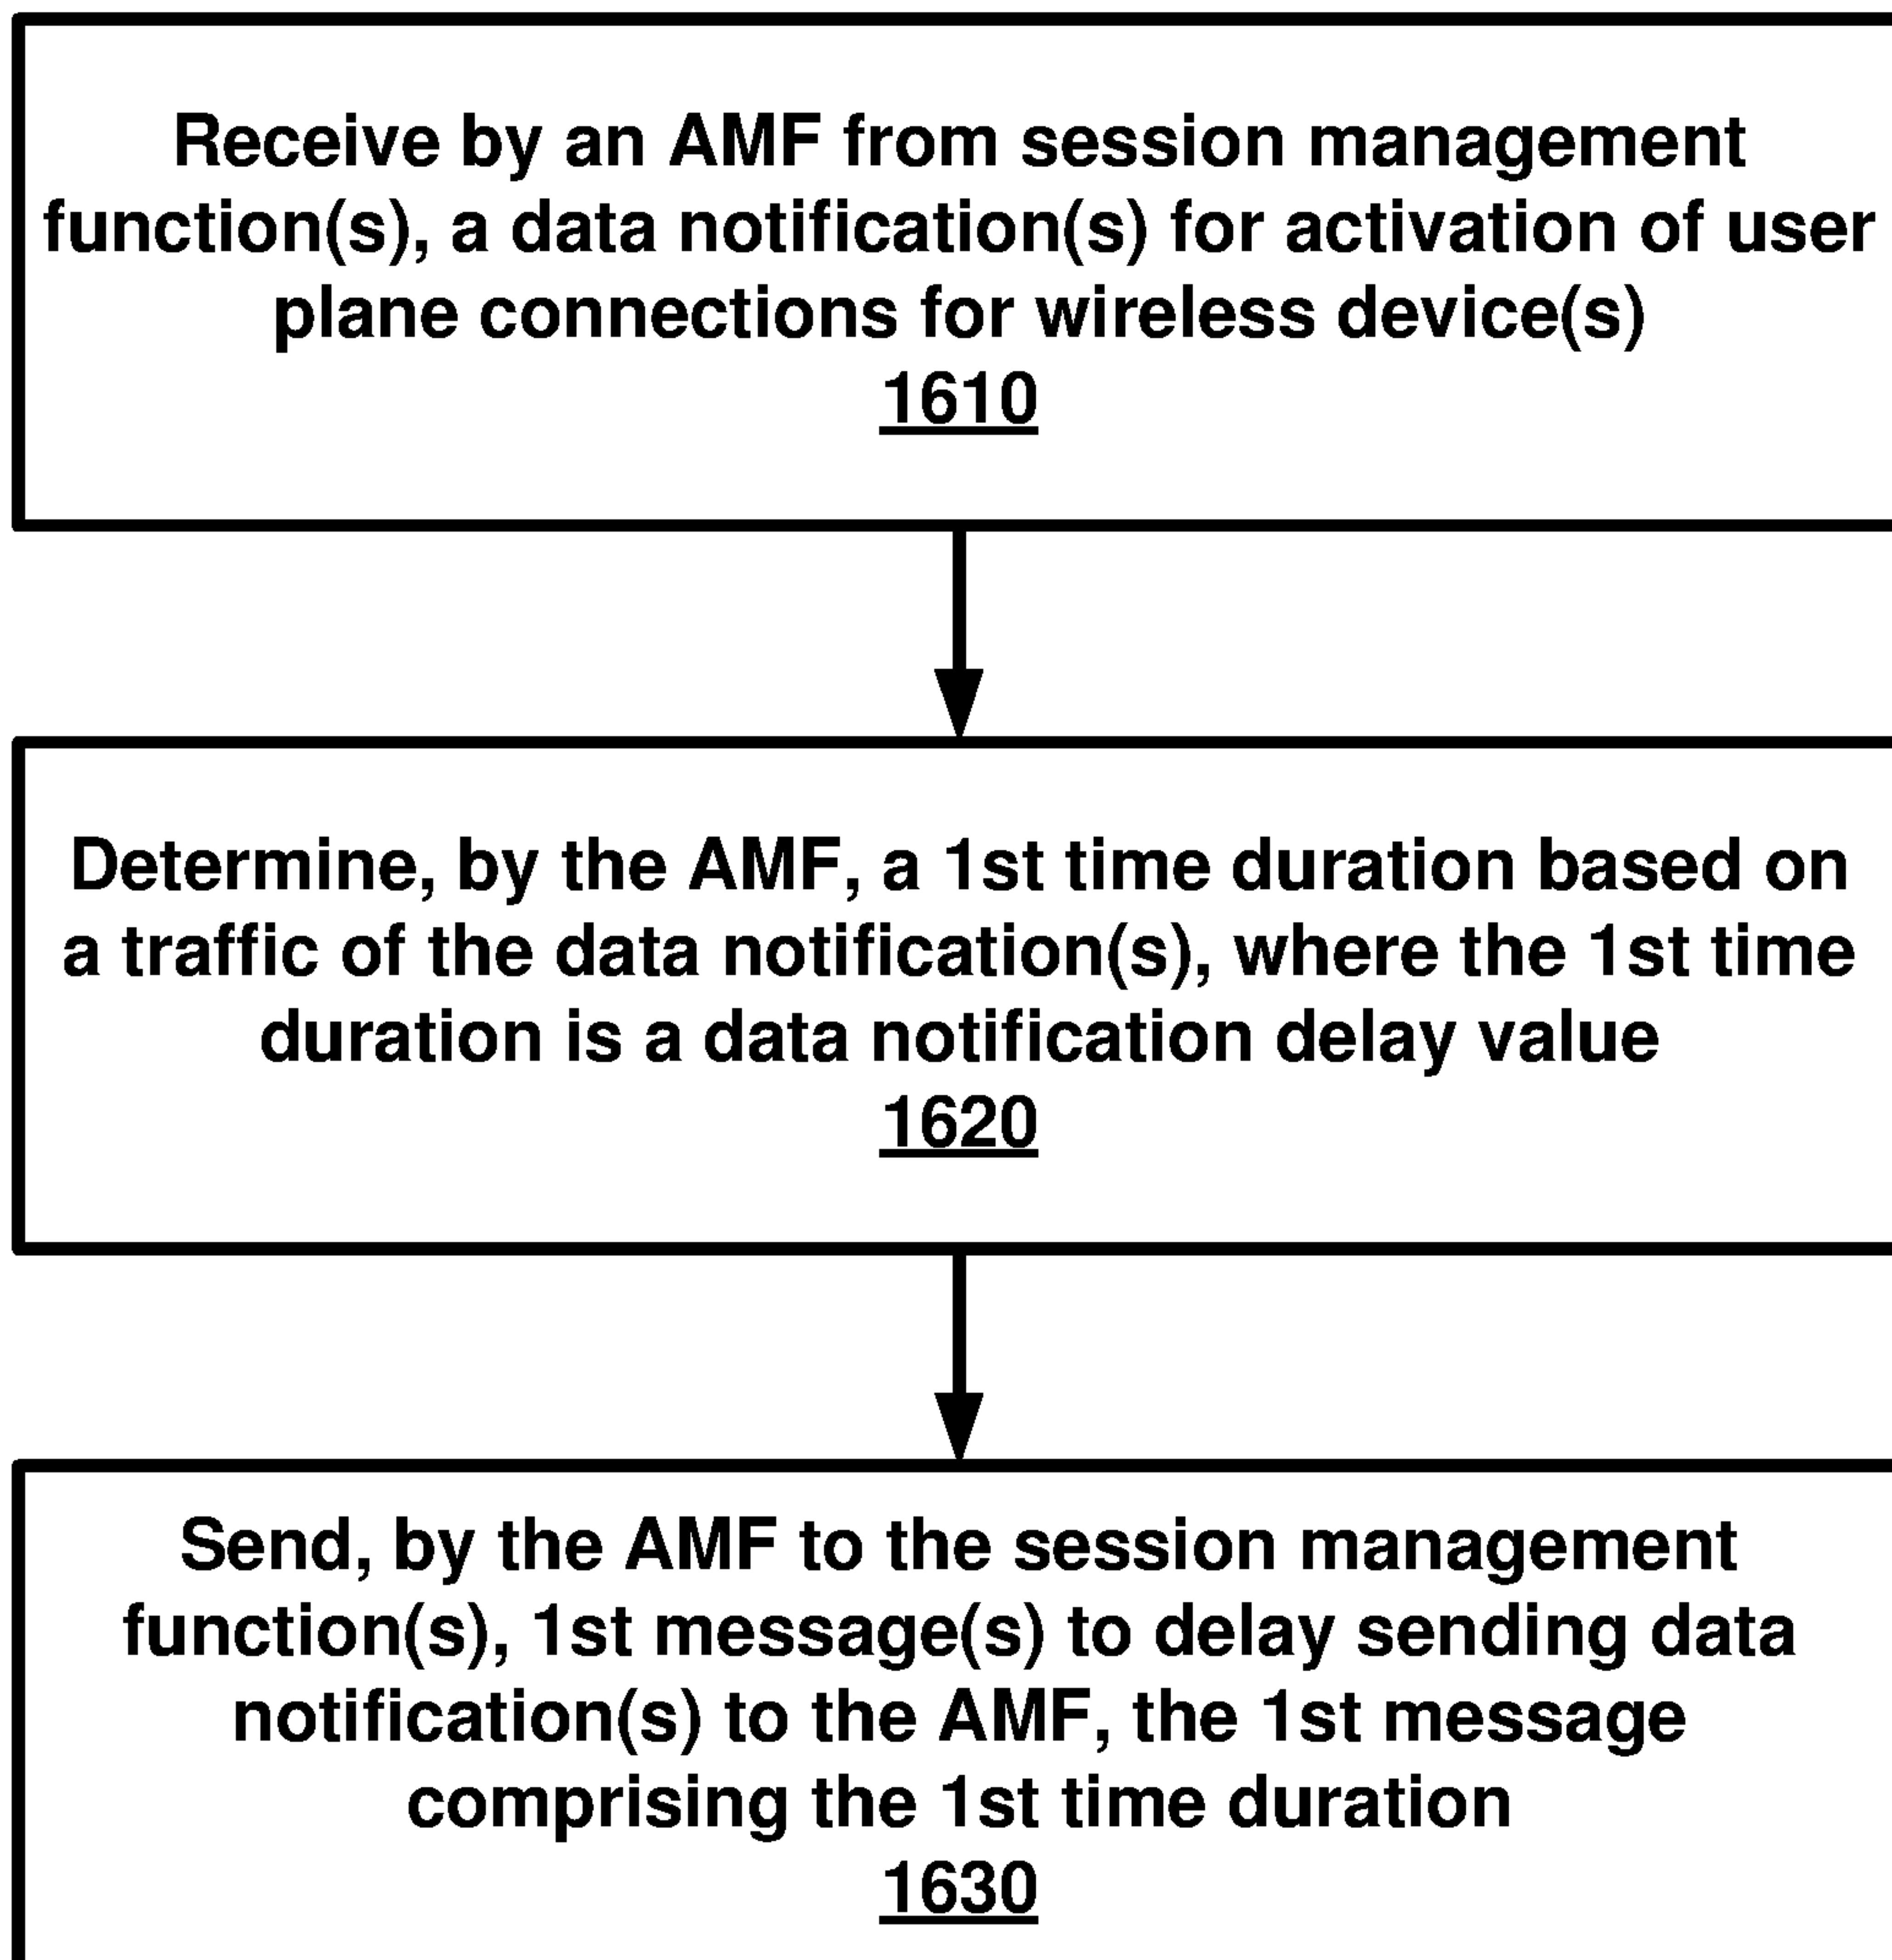 Receive by an AMF from session management
function(s), a data notification(s) for activation of user
plane connections for wireless device(s)
1610
Determine, by the AMF, a 1st time duration based on
a traffic of the data notification(s), where the 1st time
duration is a data notification delay value
1620
Send, by the AMF to the session management
function(s), 1st message(s) to delay sending data
notification(s) to the AMF, the 1st message
comprising the 1st time duration
1630